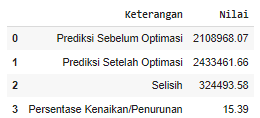 Keterangan Nilai
0 Prediksi Sebelum Optimasi 2108968.07
1 Prediksi Setelah Optimasi 2433461.66
2 Selisih 324493.58
3 Persentase Kenaikan/Penurunan 15.39